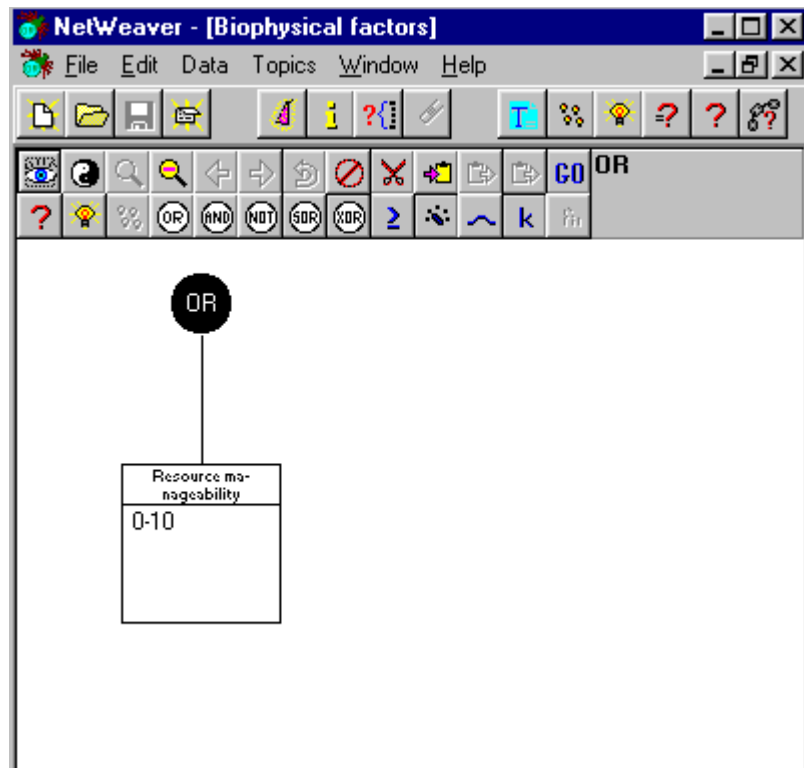 NetWeaver - [Biophysical factors]
File Edit Data Topics Window Help
i ?{ T =? ? ?
GO OR
? OR AND NOT SOR XOR ≥ k
OR
Resource ma-
nageability
0-10